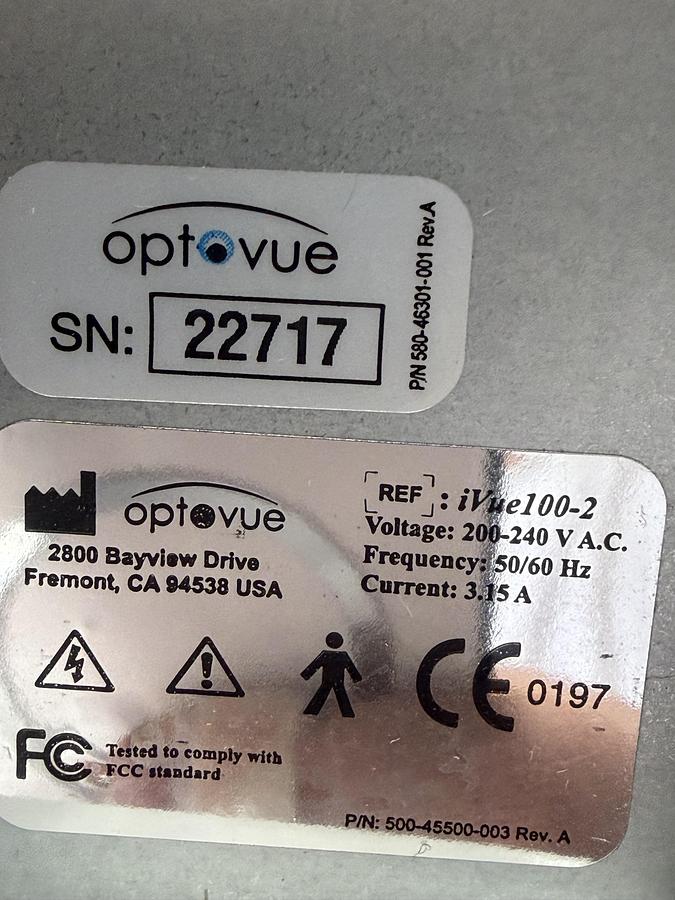 optovue
SN: 22717
P/N 580-46301-001 Rev.A
optovue
2800 Bayview Drive
Fremont, CA 94538 USA
REF : iVue100-2
Voltage: 200-240 V A.C.
Frequency: 50/60 Hz
Current: 3.15 A
CE 0197
FC Tested to comply with
FCC standard
P/N: 500-45500-003 Rev. A